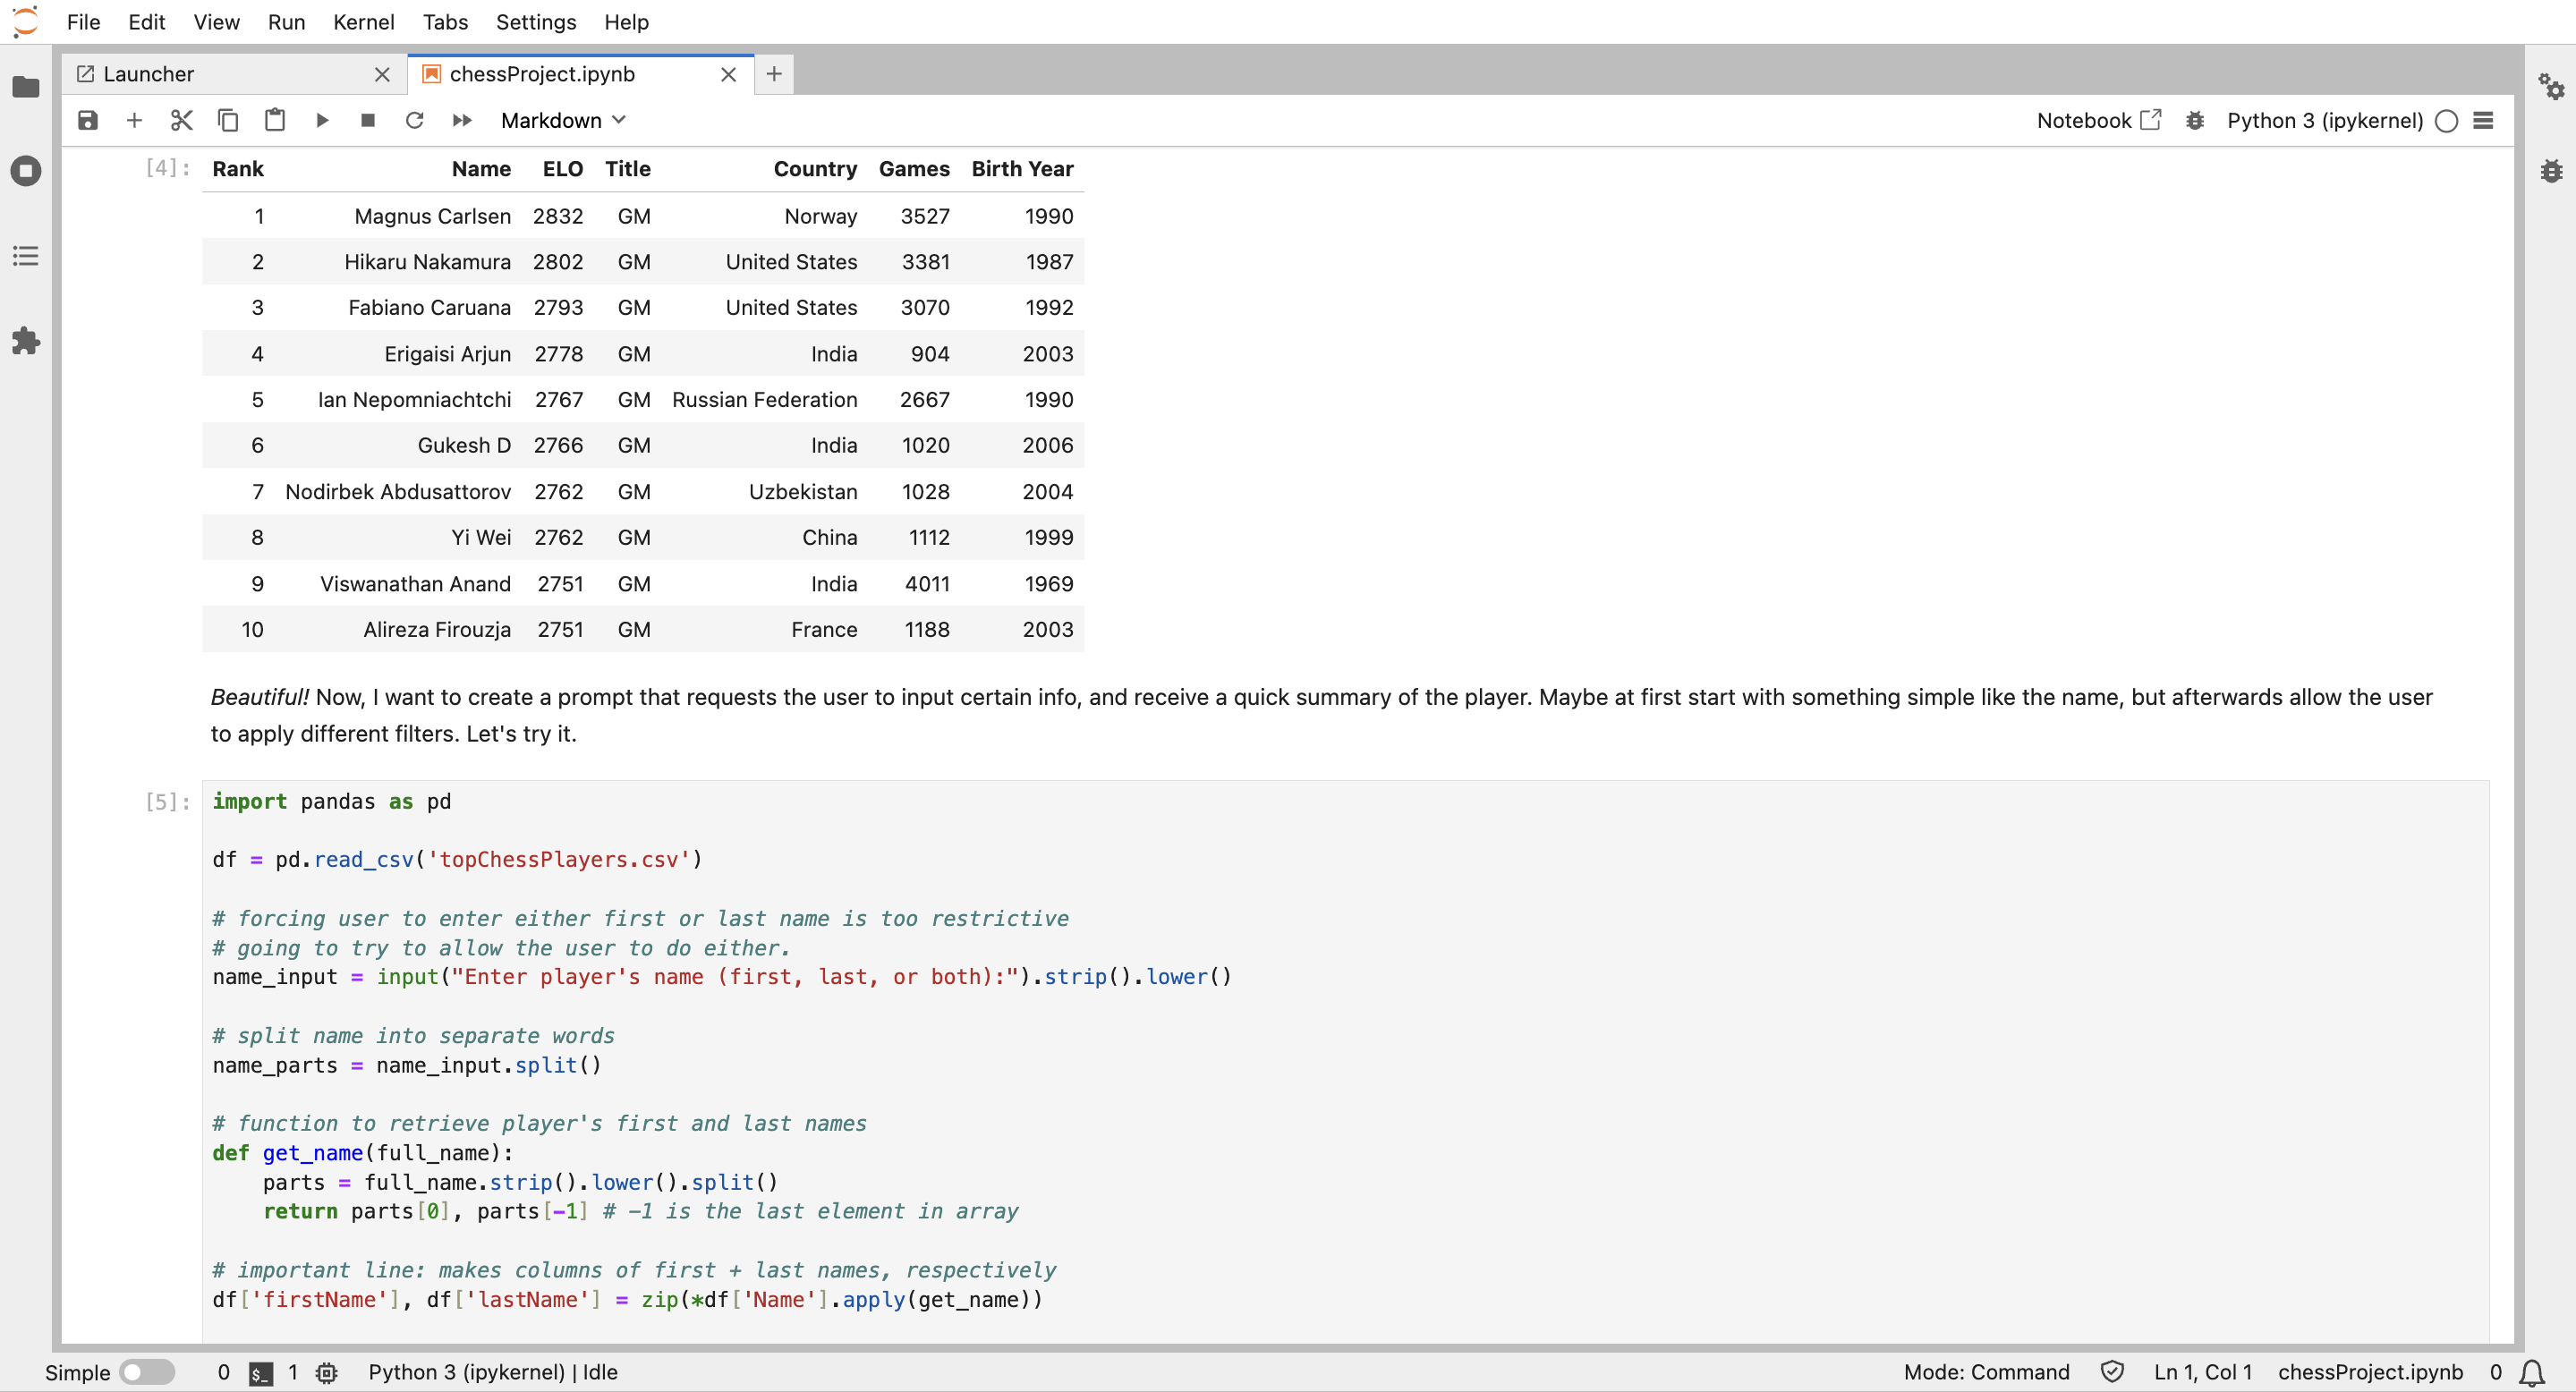 File Edit View Run Kernel Tabs Settings Help
Launcher chessProject.ipynb
Markdown Notebook Python 3 (ipykernel)
[4]: Rank Name ELO Title Country Games Birth Year
1 Magnus Carlsen 2832 GM Norway 3527 1990
2 Hikaru Nakamura 2802 GM United States 3381 1987
3 Fabiano Caruana 2793 GM United States 3070 1992
4 Erigaisi Arjun 2778 GM India 904 2003
5 Ian Nepomniachtchi 2767 GM Russian Federation 2667 1990
6 Gukesh D 2766 GM India 1020 2006
7 Nodirbek Abdusattorov 2762 GM Uzbekistan 1028 2004
8 Yi Wei 2762 GM China 1112 1999
9 Viswanathan Anand 2751 GM India 4011 1969
10 Alireza Firouzja 2751 GM France 1188 2003
Beautiful! Now, I want to create a prompt that requests the user to input certain info, and receive a quick summary of the player. Maybe at first start with something simple like the name, but afterwards allow the user
to apply different filters. Let's try it.
[5]: import pandas as pd
df = pd.read_csv('topChessPlayers.csv')
# forcing user to enter either first or last name is too restrictive
# going to try to allow the user to do either.
name_input = input("Enter player's name (first, last, or both):").strip().lower()
# split name into separate words
name_parts = name_input.split()
# function to retrieve player's first and last names
def get_name(full_name):
    parts = full_name.strip().lower().split()
    return parts[0], parts[-1] # -1 is the last element in array
# important line: makes columns of first + last names, respectively
df['firstName'], df['lastName'] = zip(*df['Name'].apply(get_name))
Simple 0 $_ 1 Python 3 (ipykernel) | Idle Mode: Command Ln 1, Col 1 chessProject.ipynb 0